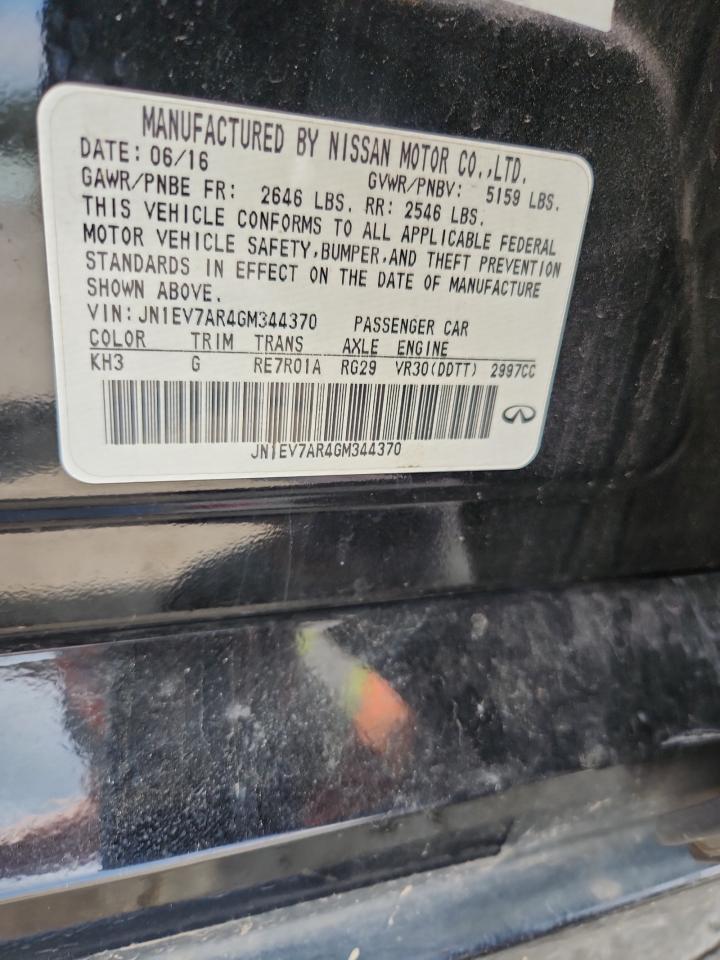 MANUFACTURED BY NISSAN MOTOR CO.,LTD.
DATE: 06/16 GVWR/PNBV: 5159 LBS.
GAWR/PNBE FR: 2646 LBS. RR: 2546 LBS.
THIS VEHICLE CONFORMS TO ALL APPLICABLE FEDERAL
MOTOR VEHICLE SAFETY,BUMPER,AND THEFT PREVENTION
STANDARDS IN EFFECT ON THE DATE OF MANUFACTURE
SHOWN ABOVE.
VIN: JN1EV7AR4GM344370 PASSENGER CAR
COLOR TRIM TRANS AXLE ENGINE
KH3 G RE7R01A RG29 VR30(DDTT) 2997CC
JN1EV7AR4GM344370